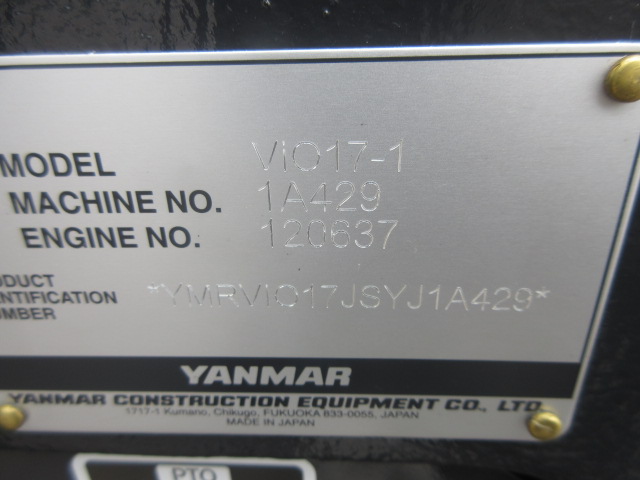 MODEL VIO17-1
MACHINE NO. 1A429
ENGINE NO. 120637
ODUCT
NTIFICATION
UMBER
*YMRVIO17JSYJ1A429*
YANMAR
YANMAR CONSTRUCTION EQUIPMENT CO., LTD.
1717-1 Kumano, Chikugo, FUKUOKA 833-0055, JAPAN
MADE IN JAPAN
PTO